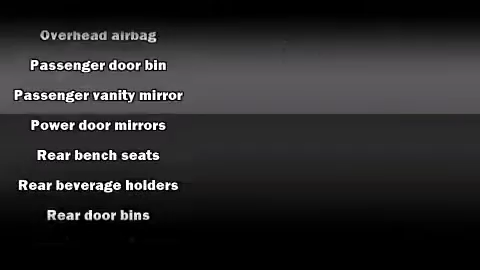 Overhead airbag
Passenger door bin
Passenger vanity mirror
Power door mirrors
Rear bench seats
Rear beverage holders
Rear door bins